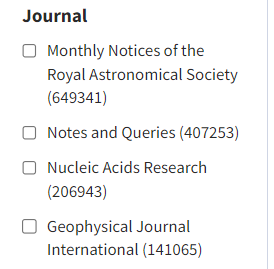 Journal
Monthly Notices of the
Royal Astronomical Society
(649341)
Notes and Queries (407253)
Nucleic Acids Research
(206943)
Geophysical Journal
International (141065)